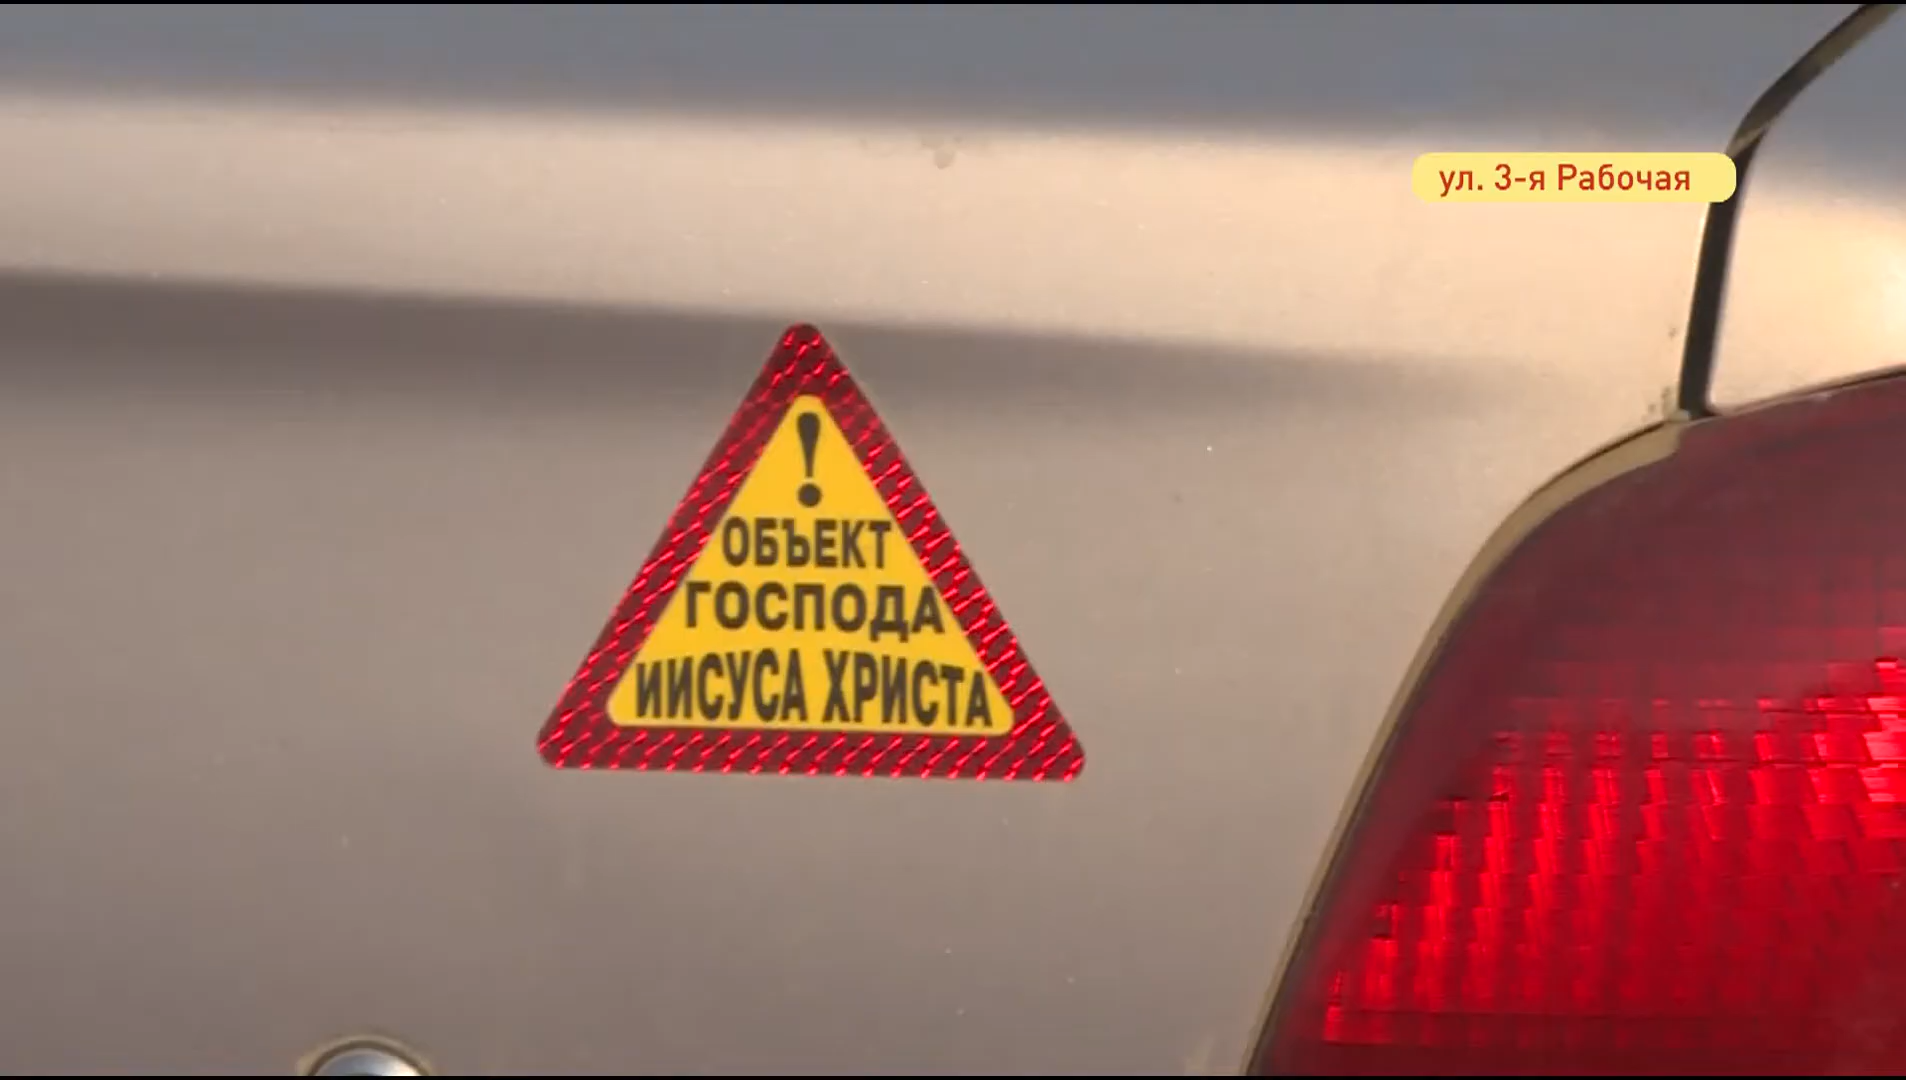 ул. 3-я Рабочая
!
ОБЪЕКТ
ГОСПОДА
ИИСУСА ХРИСТА